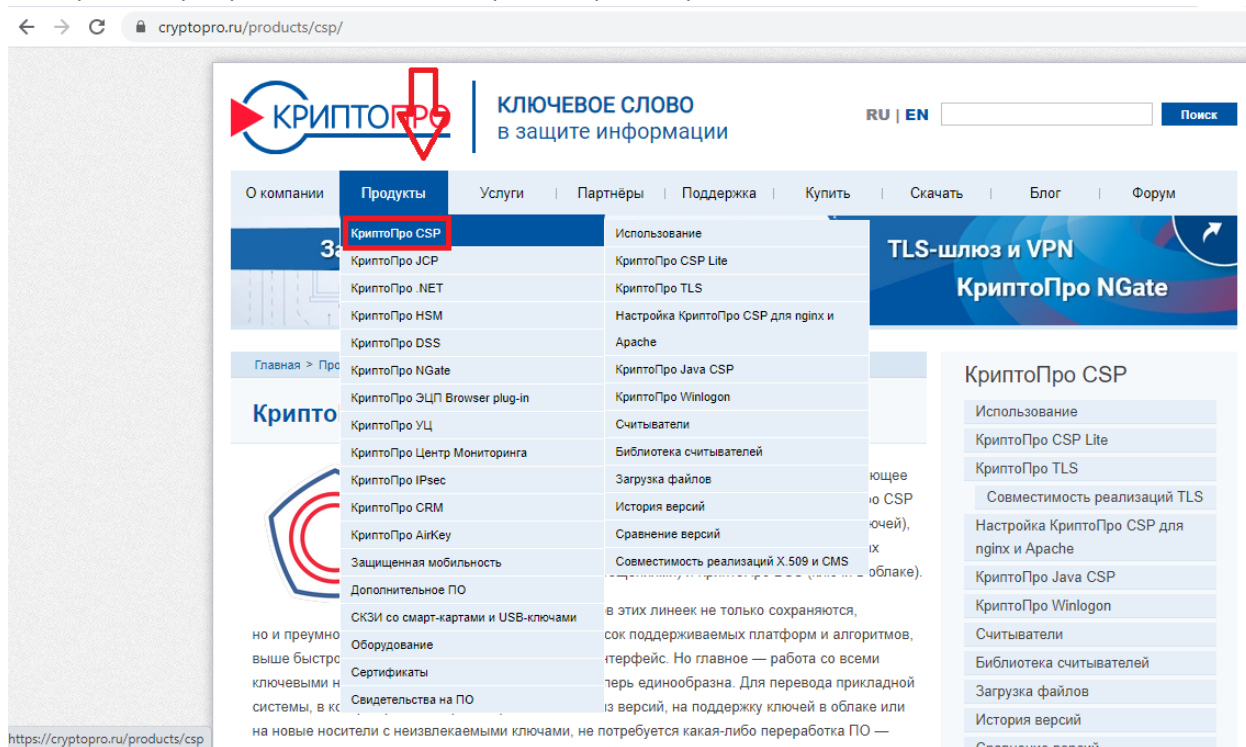 cryptopro.ru/products/csp/
КРИПТОПРО
КЛЮЧЕВОЕ СЛОВО
в защите информации
RU | EN
Поиск
О компании Продукты Услуги | Партнёры | Поддержка | Купить | Скачать | Блог | Форум
КриптоПро CSP
КриптоПро JCP
КриптоПро .NET
КриптоПро HSM
КриптоПро DSS
КриптоПро NGate
КриптоПро ЭЦП Browser plug-in
КриптоПро УЦ
КриптоПро Центр Мониторинга
КриптоПро IPsec
КриптоПро CRM
КриптоПро AirKey
Защищенная мобильность
Дополнительное ПО
СКЗИ со смарт-картами и USB-ключами
Оборудование
Сертификаты
Свидетельства на ПО
Использование
КриптоПро CSP Lite
КриптоПро TLS
Настройка КриптоПро CSP для nginx и
Apache
КриптоПро Java CSP
КриптоПро Winlogon
Считыватели
Библиотека считывателей
Загрузка файлов
История версий
Сравнение версий
Совместимость реализаций X.509 и CMS
TLS-шлюз и VPN
КриптоПро NGate
Главная > Про
Крипто
ющее
о CSP
ючей),
облаке).
в этих линеек не только сохраняются,
но и преумно
сок поддерживаемых платформ и алгоритмов,
выше быстро
нтерфейс. Но главное — работа со всеми
ключевыми н
перь единообразна. Для перевода прикладной
системы, в ко
из версий, на поддержку ключей в облаке или
на новые носители с неизвлекаемыми ключами, не потребуется какая-либо переработка ПО —
КриптоПро CSP
Использование
КриптоПро CSP Lite
КриптоПро TLS
Совместимость реализаций TLS
Настройка КриптоПро CSP для
nginx и Apache
КриптоПро Java CSP
КриптоПро Winlogon
Считыватели
Библиотека считывателей
Загрузка файлов
История версий
https://cryptopro.ru/products/csp